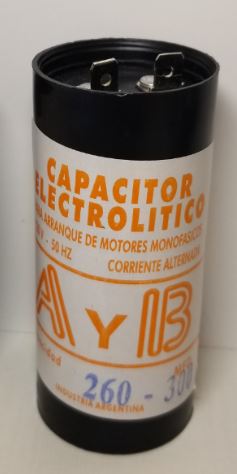 CAPACITOR
ELECTROLITICO
ARRANQUE DE MOTORES MONOFASICOS
- 50 HZ
CORRIENTE ALTERNADA
A Y B
260 - 300
INDUSTRIA ARGENTINA